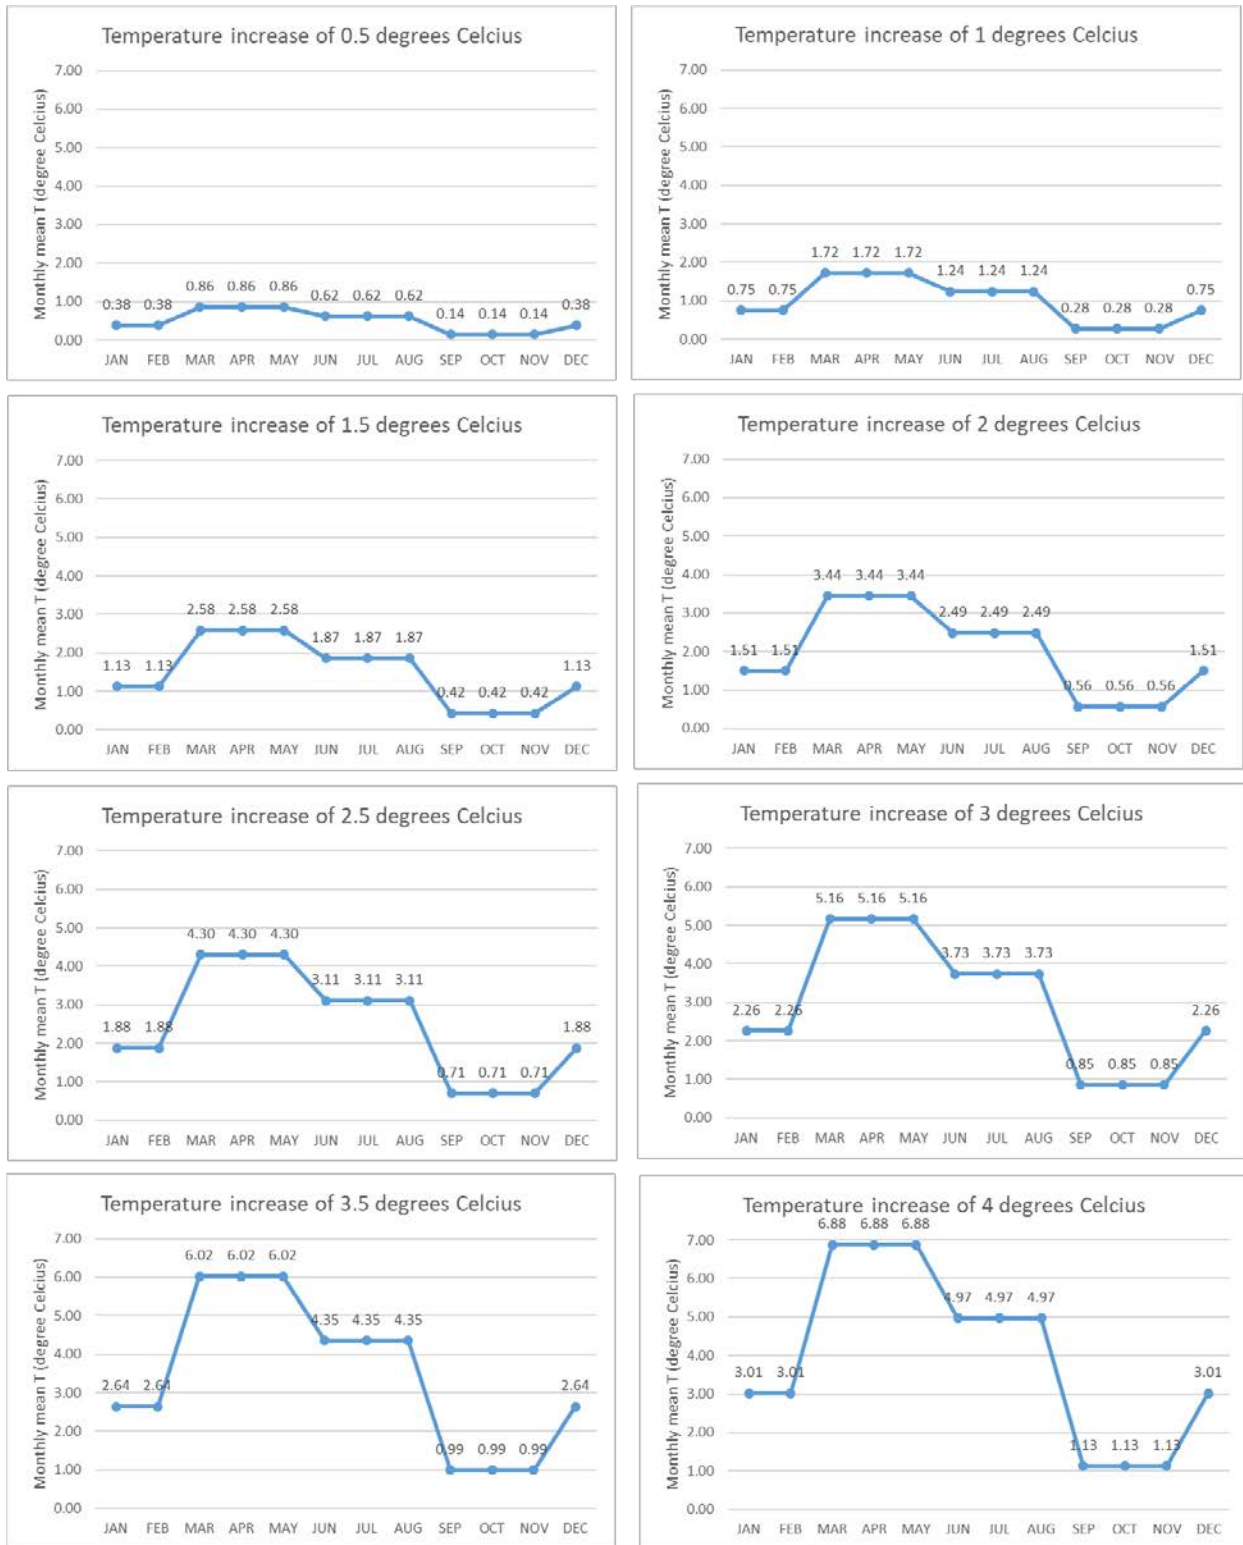 Temperature increase of 0.5 degrees Celcius
Monthly mean T (degree Celcius)
7.00
6.00
5.00
4.00
3.00
2.00
1.00
0.00
0.38 0.38 0.86 0.86 0.86 0.62 0.62 0.62 0.14 0.14 0.14 0.38
JAN FEB MAR APR MAY JUN JUL AUG SEP OCT NOV DEC
Temperature increase of 1 degrees Celcius
Monthly mean T (degree Celcius)
7.00
6.00
5.00
4.00
3.00
2.00
1.00
0.00
0.75 0.75 1.72 1.72 1.72 1.24 1.24 1.24 0.28 0.28 0.28 0.75
JAN FEB MAR APR MAY JUN JUL AUG SEP OCT NOV DEC
Temperature increase of 1.5 degrees Celcius
Monthly mean T (degree Celcius)
7.00
6.00
5.00
4.00
3.00
2.00
1.00
0.00
1.13 1.13 2.58 2.58 2.58 1.87 1.87 1.87 0.42 0.42 0.42 1.13
JAN FEB MAR APR MAY JUN JUL AUG SEP OCT NOV DEC
Temperature increase of 2 degrees Celcius
Monthly mean T (degree Celcius)
7.00
6.00
5.00
4.00
3.00
2.00
1.00
0.00
1.51 1.51 3.44 3.44 3.44 2.49 2.49 2.49 0.56 0.56 0.56 1.51
JAN FEB MAR APR MAY JUN JUL AUG SEP OCT NOV DEC
Temperature increase of 2.5 degrees Celcius
Monthly mean T (degree Celcius)
7.00
6.00
5.00
4.00
3.00
2.00
1.00
0.00
1.88 1.88 4.30 4.30 4.30 3.11 3.11 3.11 0.71 0.71 0.71 1.88
JAN FEB MAR APR MAY JUN JUL AUG SEP OCT NOV DEC
Temperature increase of 3 degrees Celcius
Monthly mean T (degree Celcius)
7.00
6.00
5.00
4.00
3.00
2.00
1.00
0.00
2.26 2.26 5.16 5.16 5.16 3.73 3.73 3.73 0.85 0.85 0.85 2.26
JAN FEB MAR APR MAY JUN JUL AUG SEP OCT NOV DEC
Temperature increase of 3.5 degrees Celcius
Monthly mean T (degree Celcius)
7.00
6.00
5.00
4.00
3.00
2.00
1.00
0.00
2.64 2.64 6.02 6.02 6.02 4.35 4.35 4.35 0.99 0.99 0.99 2.64
JAN FEB MAR APR MAY JUN JUL AUG SEP OCT NOV DEC
Temperature increase of 4 degrees Celcius
Monthly mean T (degree Celcius)
7.00
6.00
5.00
4.00
3.00
2.00
1.00
0.00
3.01 3.01 6.88 6.88 6.88 4.97 4.97 4.97 1.13 1.13 1.13 3.01
JAN FEB MAR APR MAY JUN JUL AUG SEP OCT NOV DEC